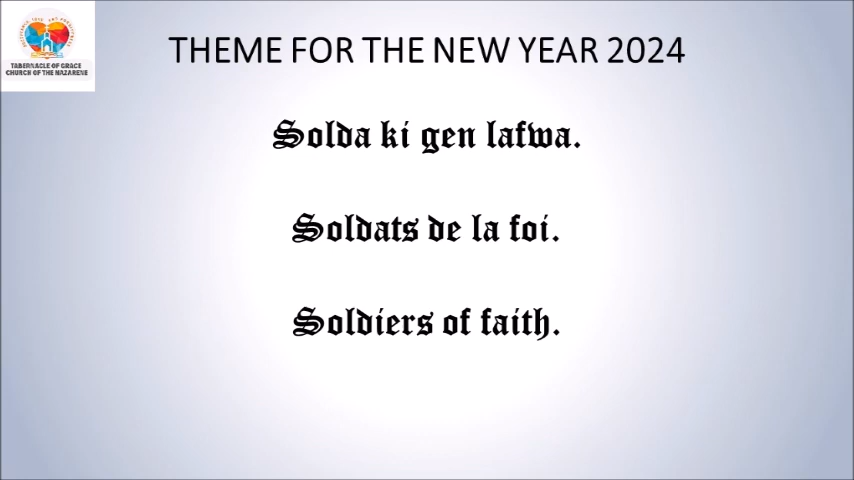 TABERNACLE OF GRACE
CHURCH OF THE NAZARENE
THEME FOR THE NEW YEAR 2024
Solda ki gen lafwa.
Soldats de la foi.
Soldiers of faith.